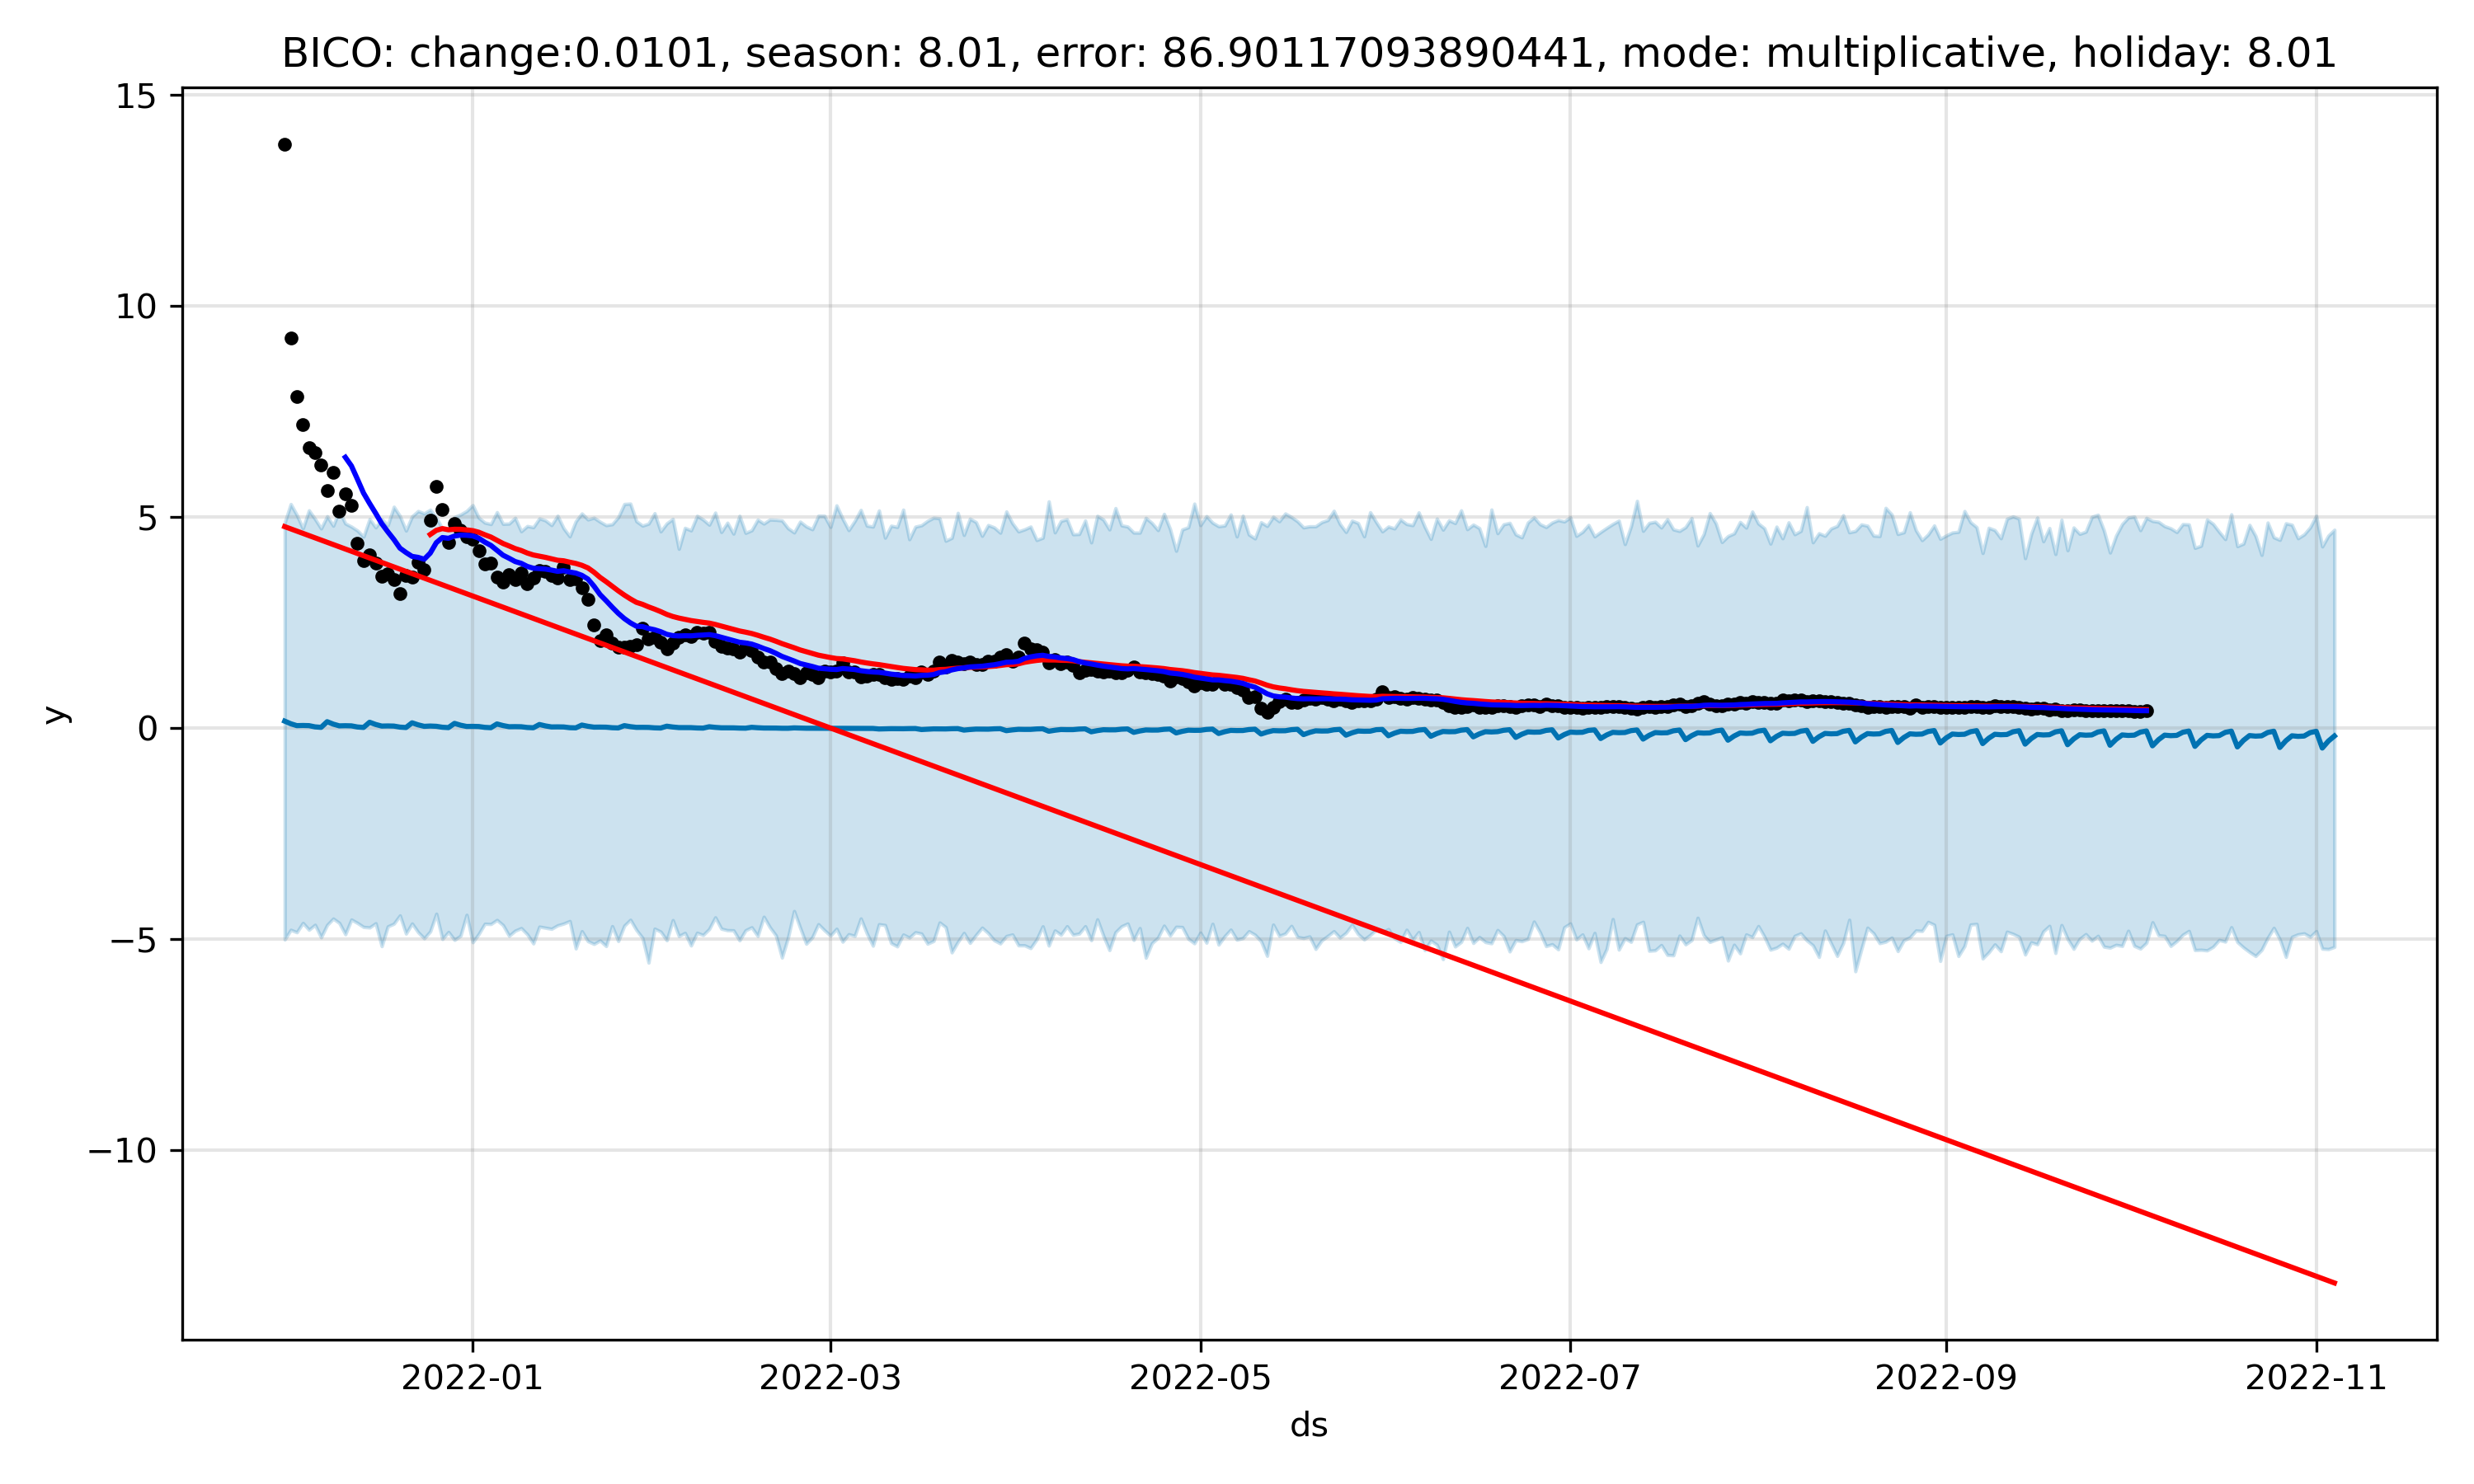 BICO: change:0.0101, season: 8.01, error: 86.90117093890441, mode: multiplicative, holiday: 8.01
15
10
5
0
−5
−10
y
2022-01 2022-03 2022-05 2022-07 2022-09 2022-11
ds